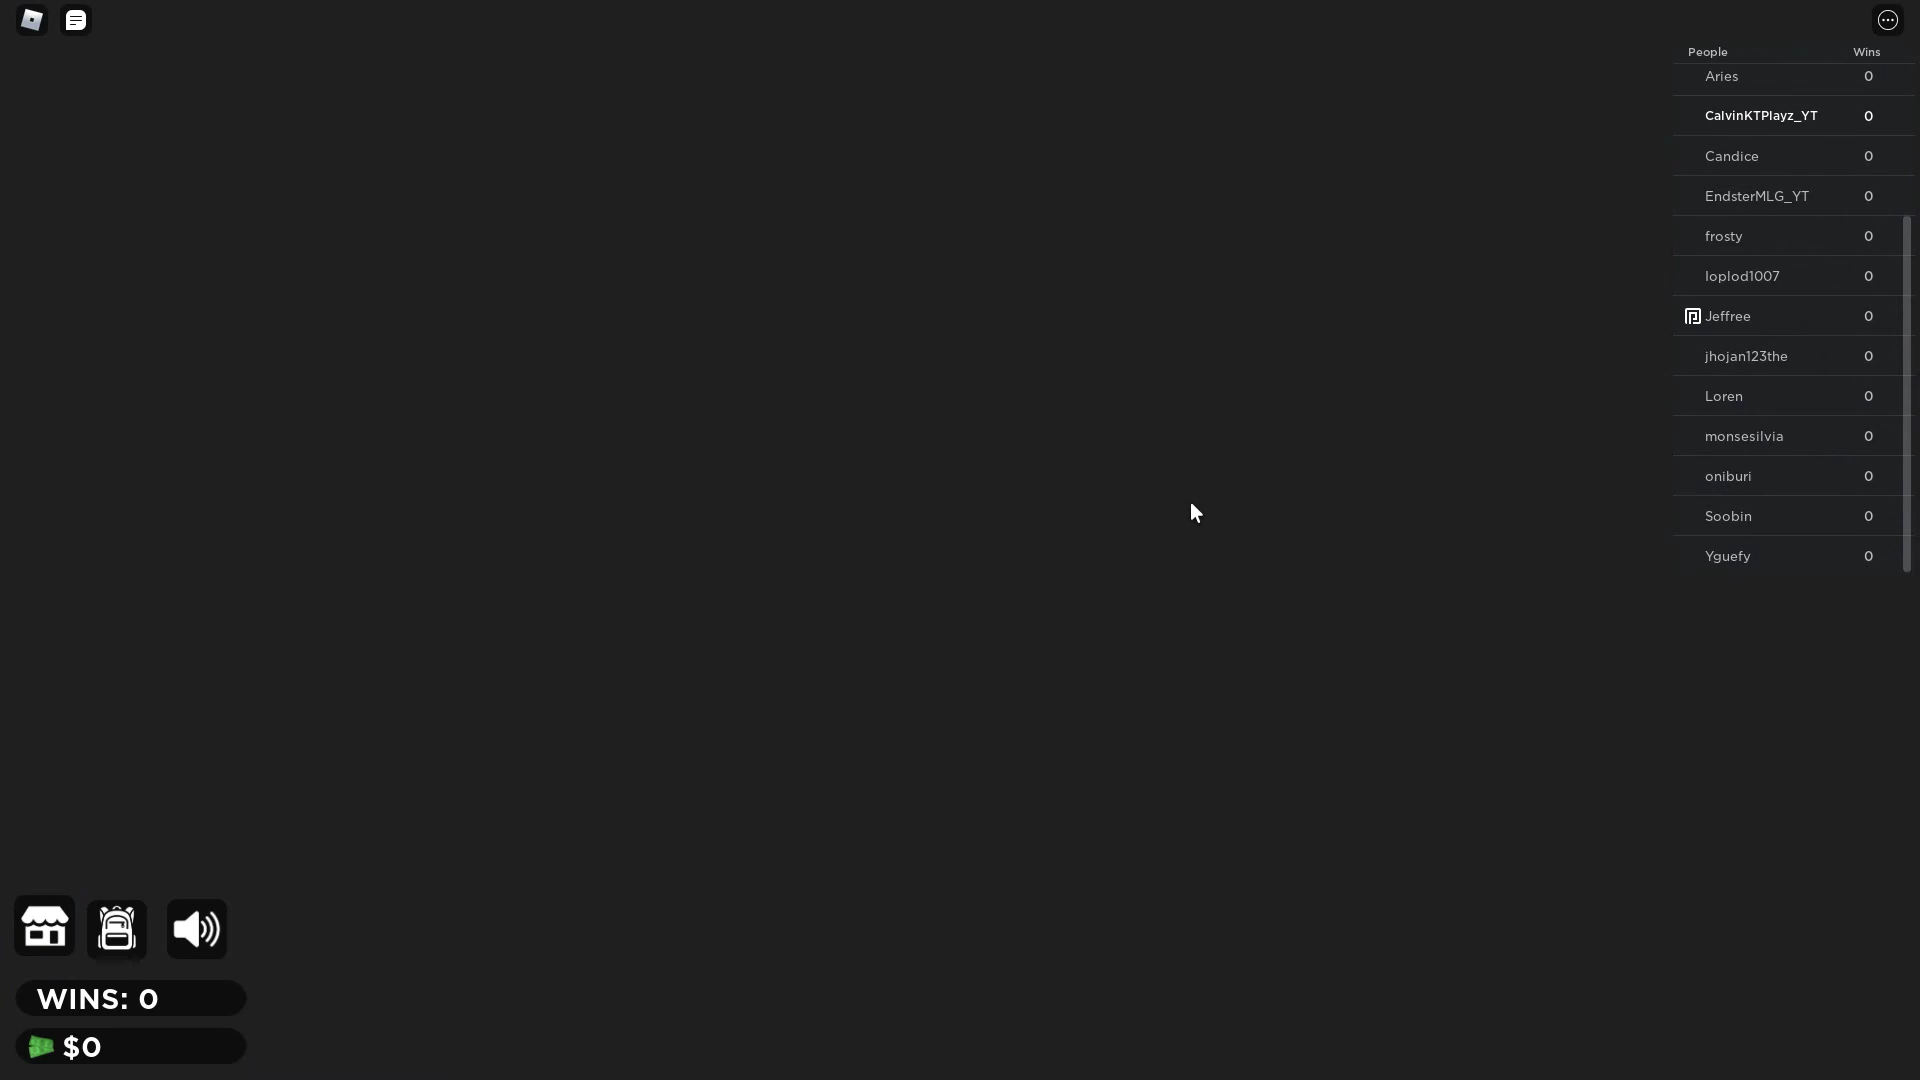 People Wins
Aries 0
CalvinKTPlayz_YT 0
Candice 0
EndsterMLG_YT 0
frosty 0
Ioplod1007 0
Jeffree 0
jhojan123the 0
Loren 0
monsesilvia 0
oniburi 0
Soobin 0
Yguefy 0
WINS: 0
$0